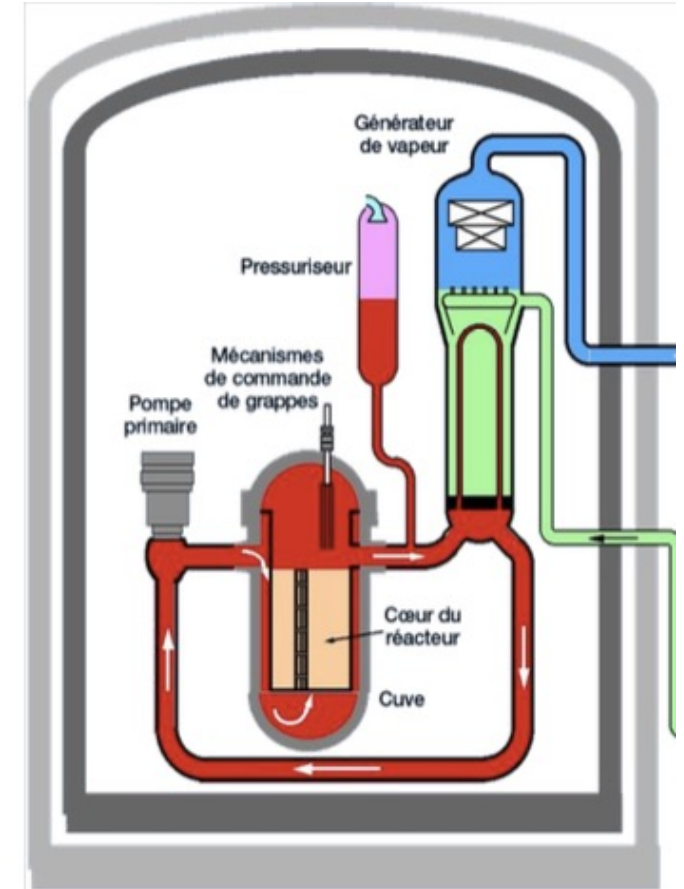 Générateur
de vapeur
Pressuriseur
Mécanismes
de commande
de grappes
Pompe
primaire
Cœur du
réacteur
Cuve